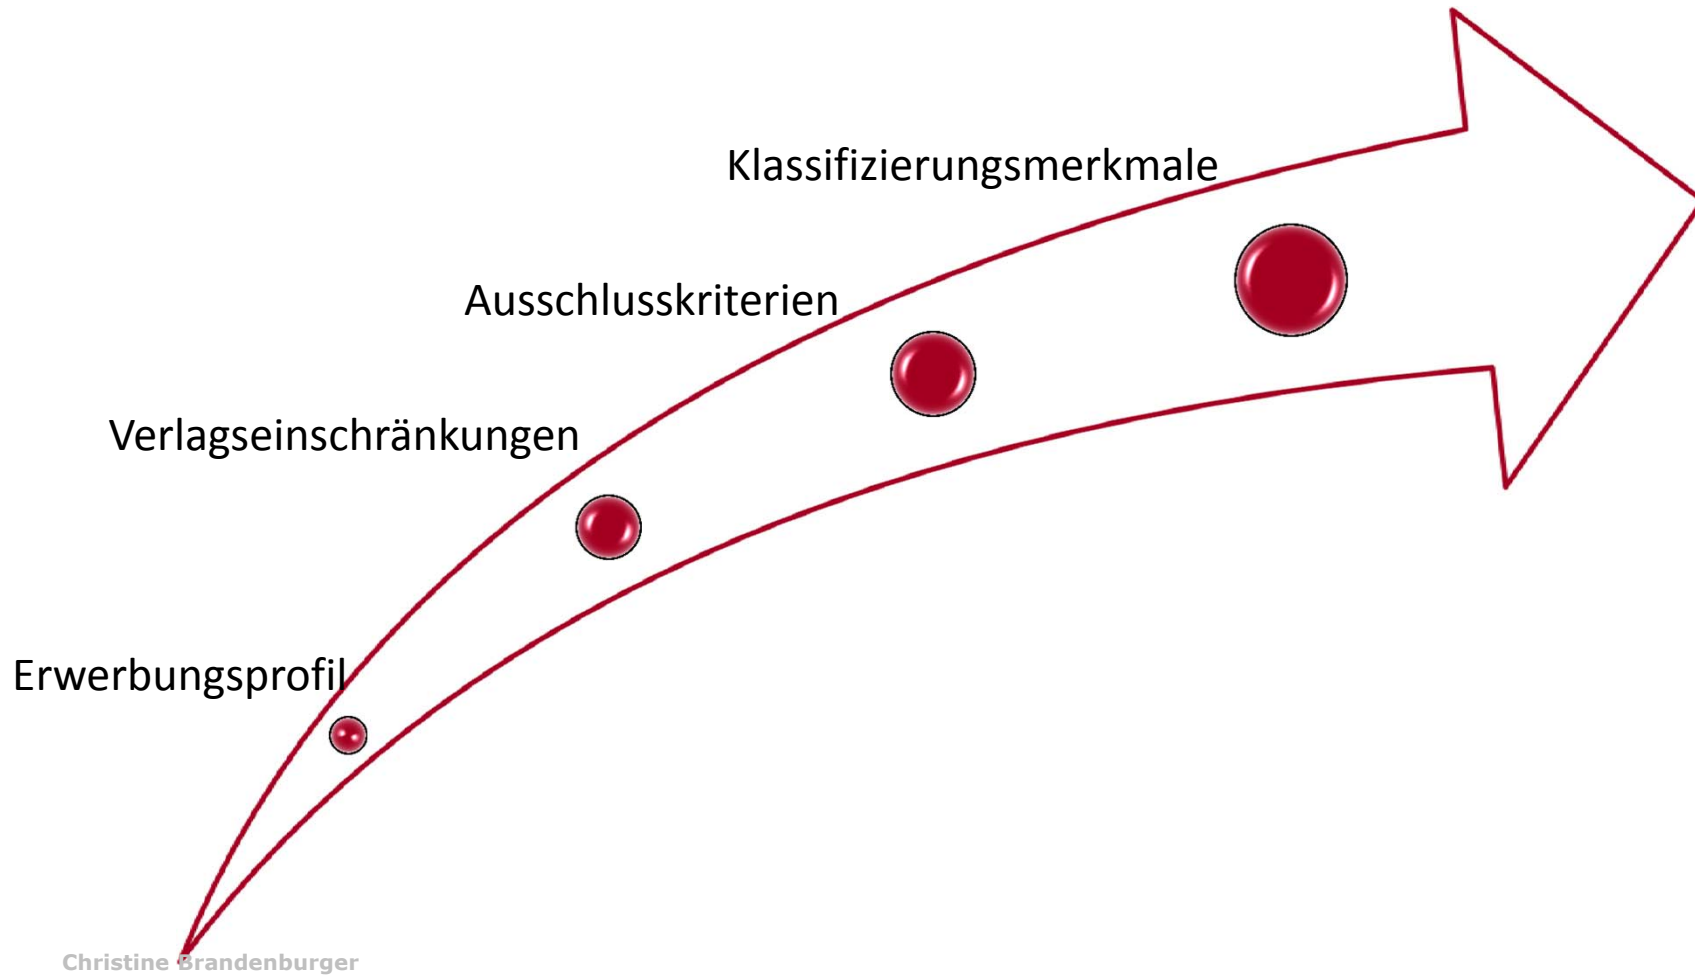 Klassifizierungsmerkmale
Ausschlusskriterien
Verlagseinschränkungen
Erwerbungsprofil
Christine Brandenburger